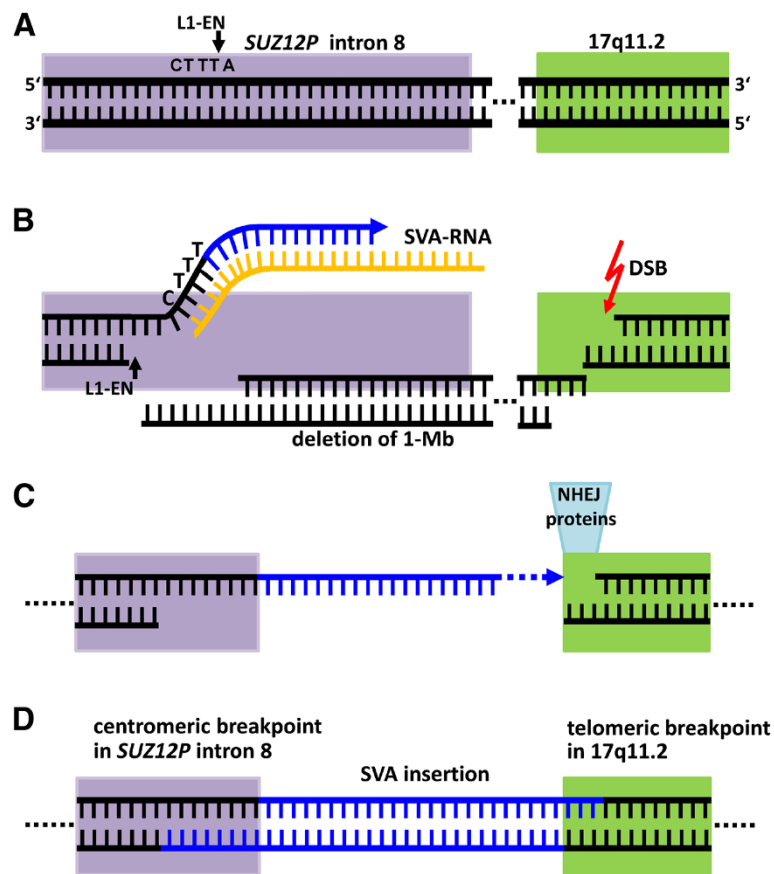 A
L1-EN
SUZ12P intron 8
17q11.2
CTTTA
5‘
3‘
3‘
5‘
B
T
T
T
C
SVA-RNA
DSB
L1-EN
deletion of 1-Mb
C
NHEJ
proteins
D
centromeric breakpoint
in SUZ12P intron 8
telomeric breakpoint
in 17q11.2
SVA insertion